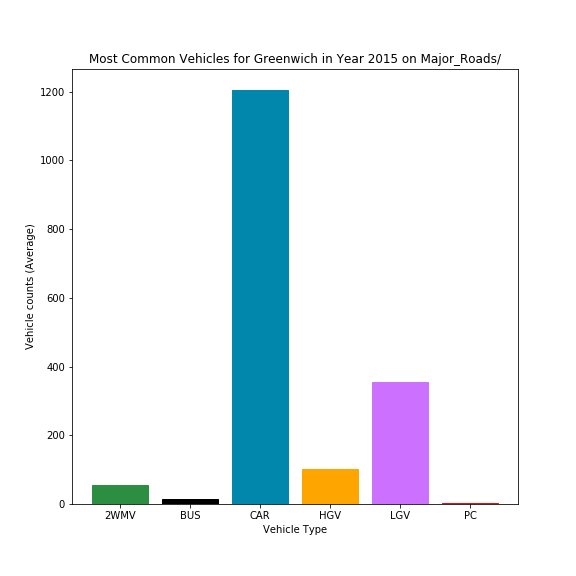 Most Common Vehicles for Greenwich in Year 2015 on Major_Roads/
Vehicle counts (Average)
1200
1000
800
600
400
200
0
2WMV BUS CAR HGV LGV PC
Vehicle Type